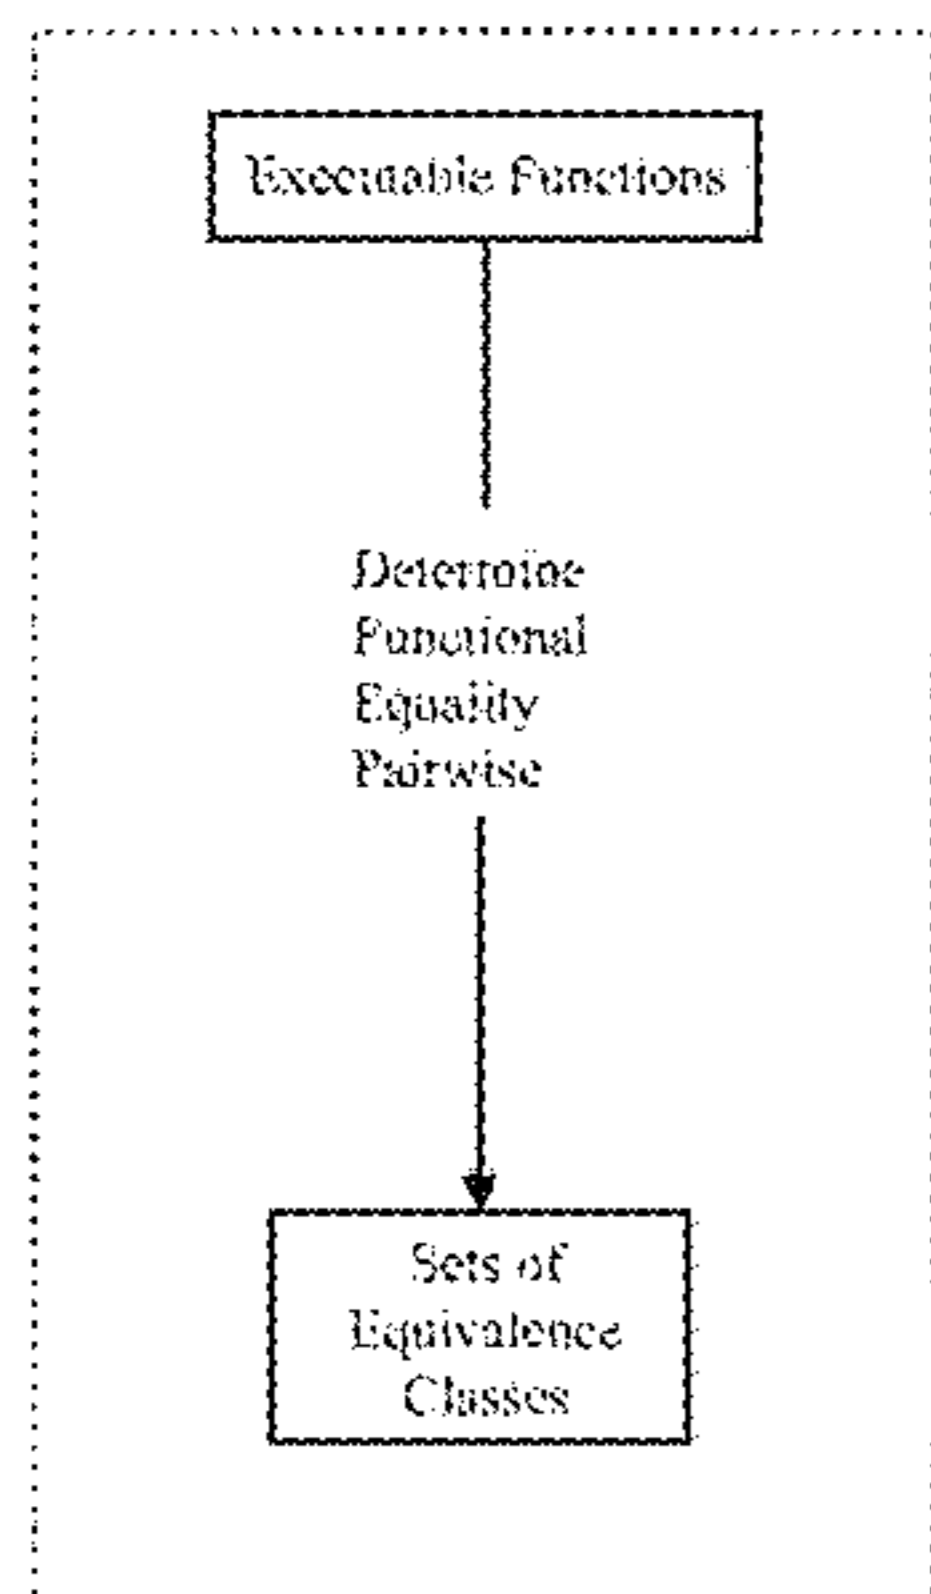 Executable Functions
Determine
Functional
Equality
Pairwise
Sets of
Equivalence
Classes